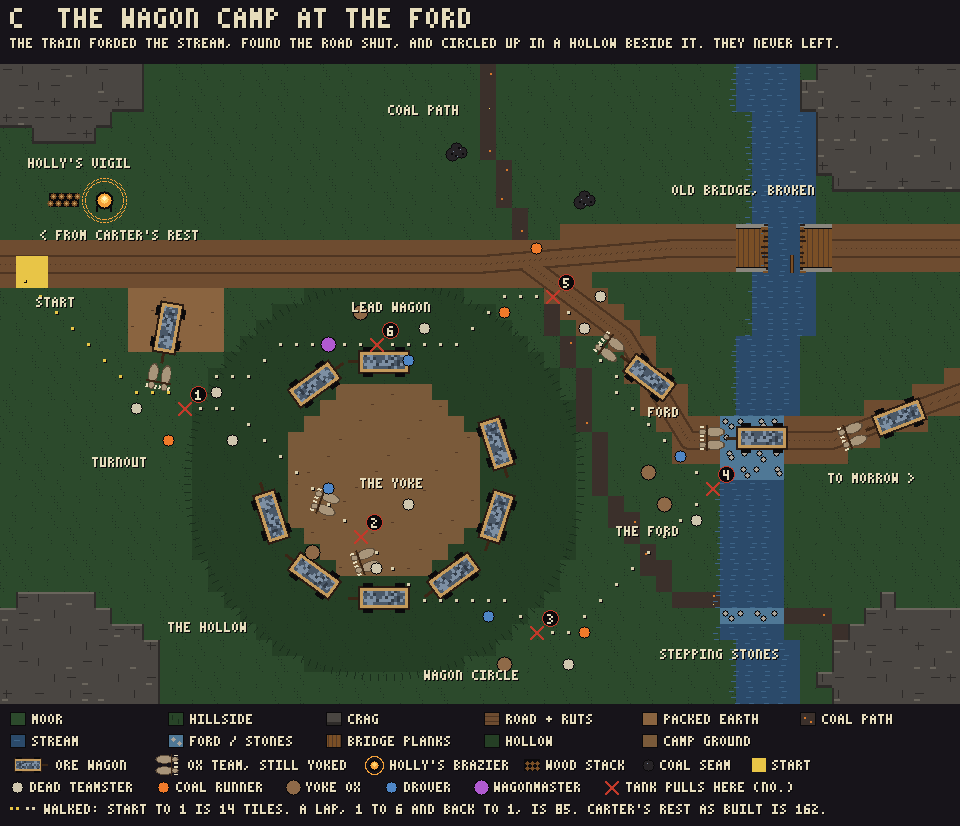 C THE WAGON CAMP AT THE FORD
THE TRAIN FORDED THE STREAM, FOUND THE ROAD SHUT, AND CIRCLED UP IN A HOLLOW BESIDE IT. THEY NEVER LEFT.
COAL PATH
HOLLY'S VIGIL
OLD BRIDGE, BROKEN
< FROM CARTER'S REST
START
5
LEAD WAGON
6
1
FORD
TURNOUT
THE YOKE
4
TO MORROW >
2
THE FORD
3
THE HOLLOW
STEPPING STONES
WAGON CIRCLE
MOOR
HILLSIDE
CRAG
ROAD + RUTS
PACKED EARTH
COAL PATH
STREAM
FORD / STONES
BRIDGE PLANKS
HOLLOW
CAMP GROUND
ORE WAGON
OX TEAM, STILL YOKED
HOLLY'S BRAZIER
WOOD STACK
COAL SEAM
START
DEAD TEAMSTER
COAL RUNNER
YOKE OX
DROVER
WAGONMASTER
TANK PULLS HERE (NO.)
WALKED: START TO 1 IS 14 TILES. A LAP, 1 TO 6 AND BACK TO 1, IS 85. CARTER'S REST AS BUILT IS 162.